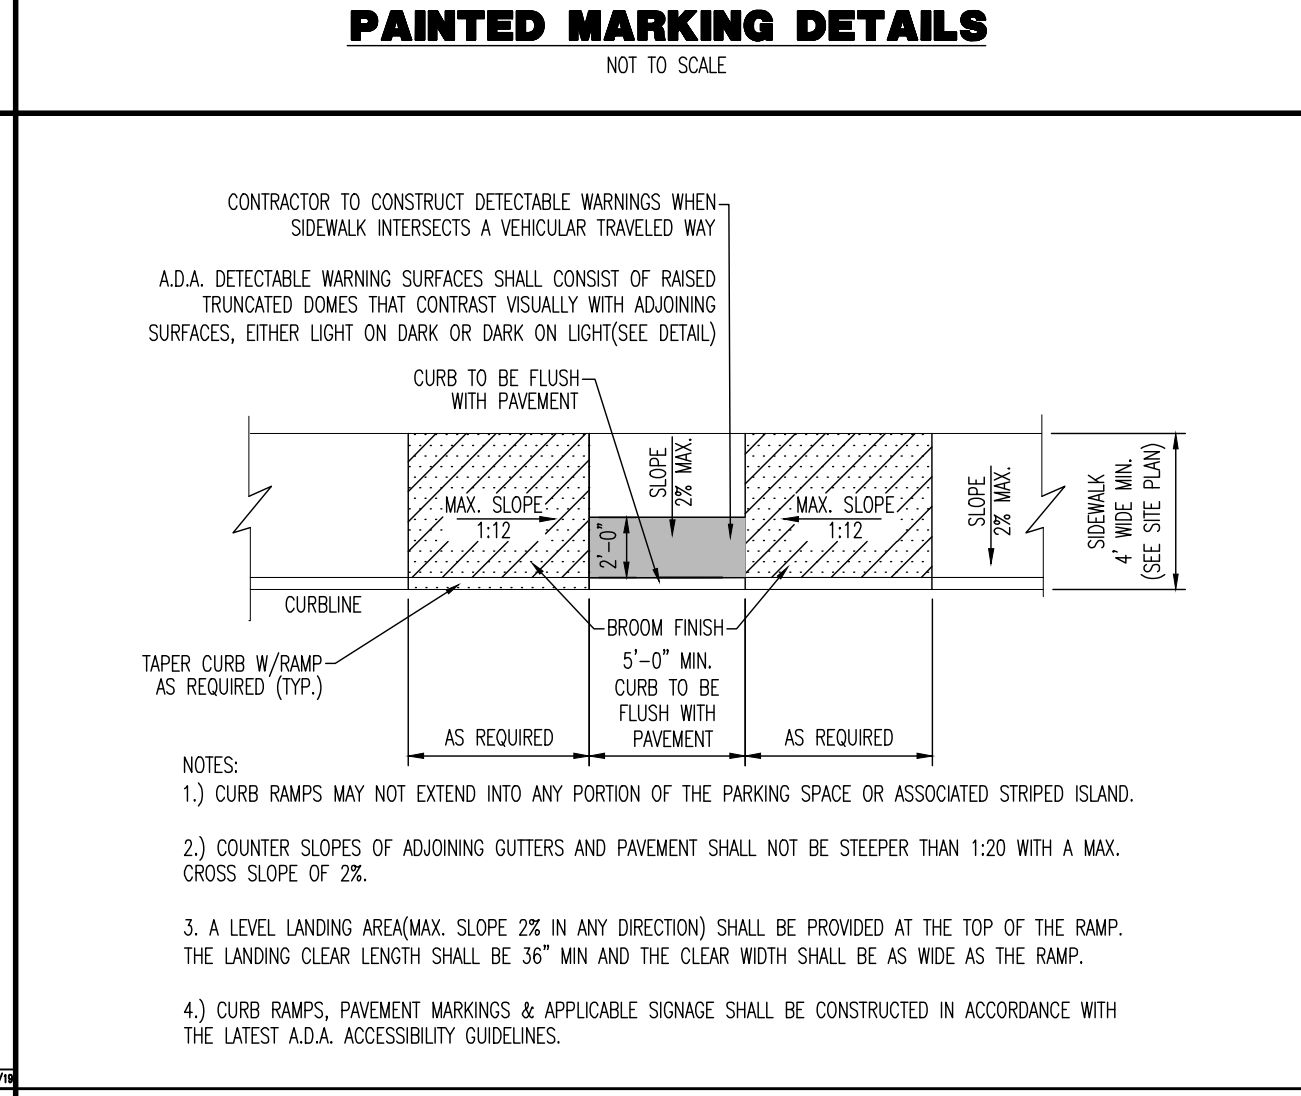 PAINTED MARKING DETAILS
NOT TO SCALE
CONTRACTOR TO CONSTRUCT DETECTABLE WARNINGS WHEN
SIDEWALK INTERSECTS A VEHICULAR TRAVELED WAY
A.D.A. DETECTABLE WARNING SURFACES SHALL CONSIST OF RAISED
TRUNCATED DOMES THAT CONTRAST VISUALLY WITH ADJOINING
SURFACES, EITHER LIGHT ON DARK OR DARK ON LIGHT(SEE DETAIL)
CURB TO BE FLUSH
WITH PAVEMENT
MAX. SLOPE
1:12
SLOPE
2% MAX.
2'-0"
MAX. SLOPE
1:12
SLOPE
2% MAX.
SIDEWALK
4' WIDE MIN.
(SEE SITE PLAN)
CURBLINE
TAPER CURB W/RAMP
AS REQUIRED (TYP.)
BROOM FINISH
5'-0" MIN.
CURB TO BE
FLUSH WITH
PAVEMENT
AS REQUIRED
AS REQUIRED
NOTES:
1.) CURB RAMPS MAY NOT EXTEND INTO ANY PORTION OF THE PARKING SPACE OR ASSOCIATED STRIPED ISLAND.
2.) COUNTER SLOPES OF ADJOINING GUTTERS AND PAVEMENT SHALL NOT BE STEEPER THAN 1:20 WITH A MAX.
CROSS SLOPE OF 2%.
3. A LEVEL LANDING AREA(MAX. SLOPE 2% IN ANY DIRECTION) SHALL BE PROVIDED AT THE TOP OF THE RAMP.
THE LANDING CLEAR LENGTH SHALL BE 36" MIN AND THE CLEAR WIDTH SHALL BE AS WIDE AS THE RAMP.
4.) CURB RAMPS, PAVEMENT MARKINGS & APPLICABLE SIGNAGE SHALL BE CONSTRUCTED IN ACCORDANCE WITH
THE LATEST A.D.A. ACCESSIBILITY GUIDELINES.
/19